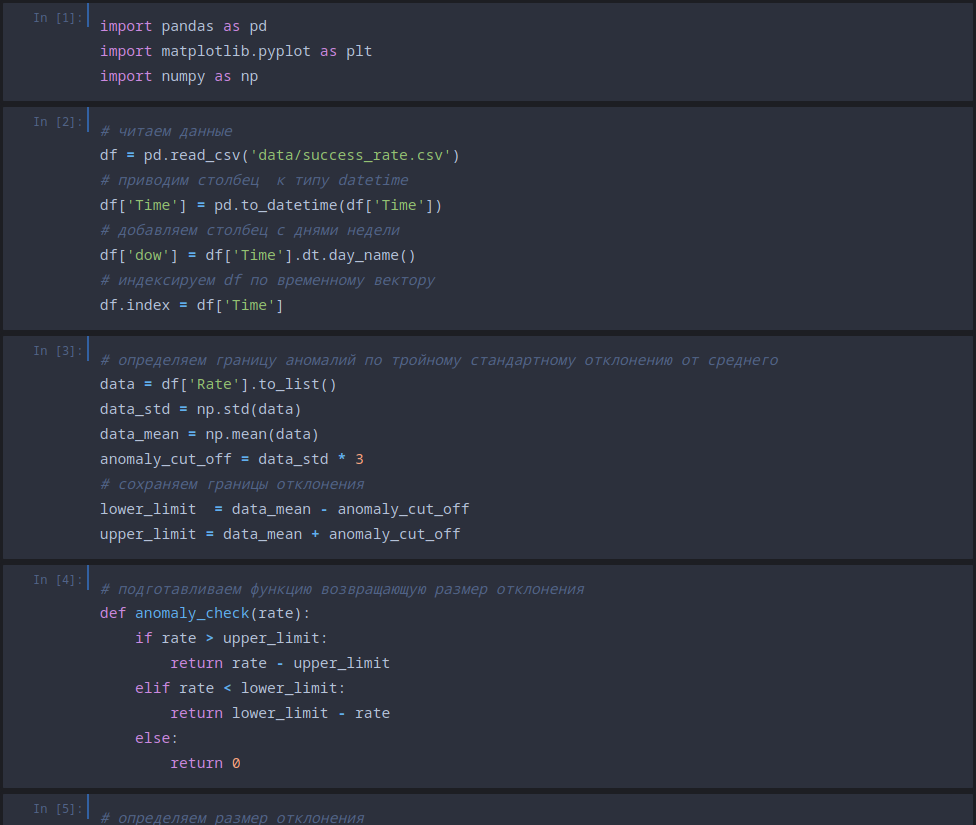 In [1]:
import pandas as pd
import matplotlib.pyplot as plt
import numpy as np
In [2]:
# читаем данные
df = pd.read_csv('data/success_rate.csv')
# приводим столбец  к типу datetime
df['Time'] = pd.to_datetime(df['Time'])
# добавляем столбец с днями недели
df['dow'] = df['Time'].dt.day_name()
# индексируем df по временному вектору
df.index = df['Time']
In [3]:
# определяем границу аномалий по тройному стандартному отклонению от среднего
data = df['Rate'].to_list()
data_std = np.std(data)
data_mean = np.mean(data)
anomaly_cut_off = data_std * 3
# сохраняем границы отклонения
lower_limit  = data_mean - anomaly_cut_off
upper_limit = data_mean + anomaly_cut_off
In [4]:
# подготавливаем функцию возвращающую размер отклонения
def anomaly_check(rate):
    if rate > upper_limit:
        return rate - upper_limit
    elif rate < lower_limit:
        return lower_limit - rate
    else:
        return 0
In [5]:
# определяем размер отклонения